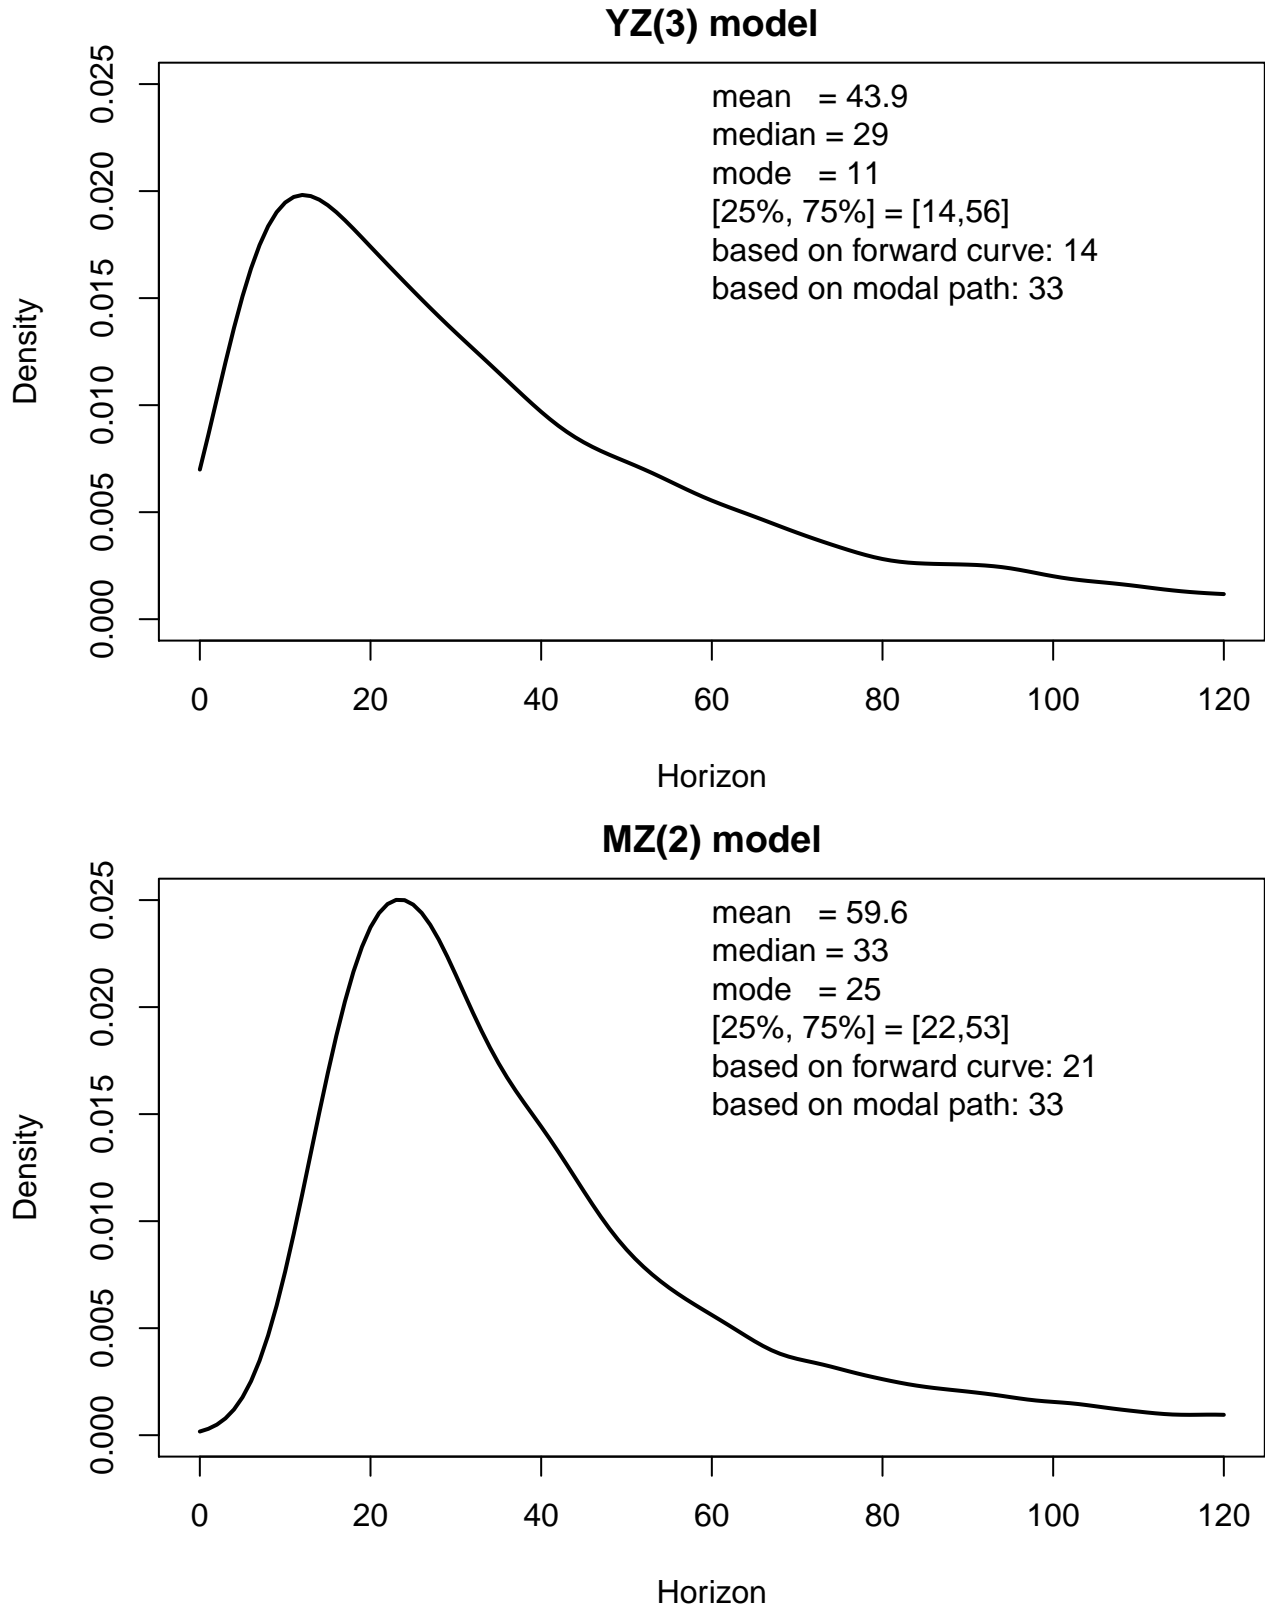 YZ(3) model
mean = 43.9
median = 29
mode = 11
[25%, 75%] = [14,56]
based on forward curve: 14
based on modal path: 33
Density
0.025
0.020
0.015
0.010
0.005
0.000
0 20 40 60 80 100 120
Horizon
MZ(2) model
mean = 59.6
median = 33
mode = 25
[25%, 75%] = [22,53]
based on forward curve: 21
based on modal path: 33
Density
0.025
0.020
0.015
0.010
0.005
0.000
0 20 40 60 80 100 120
Horizon